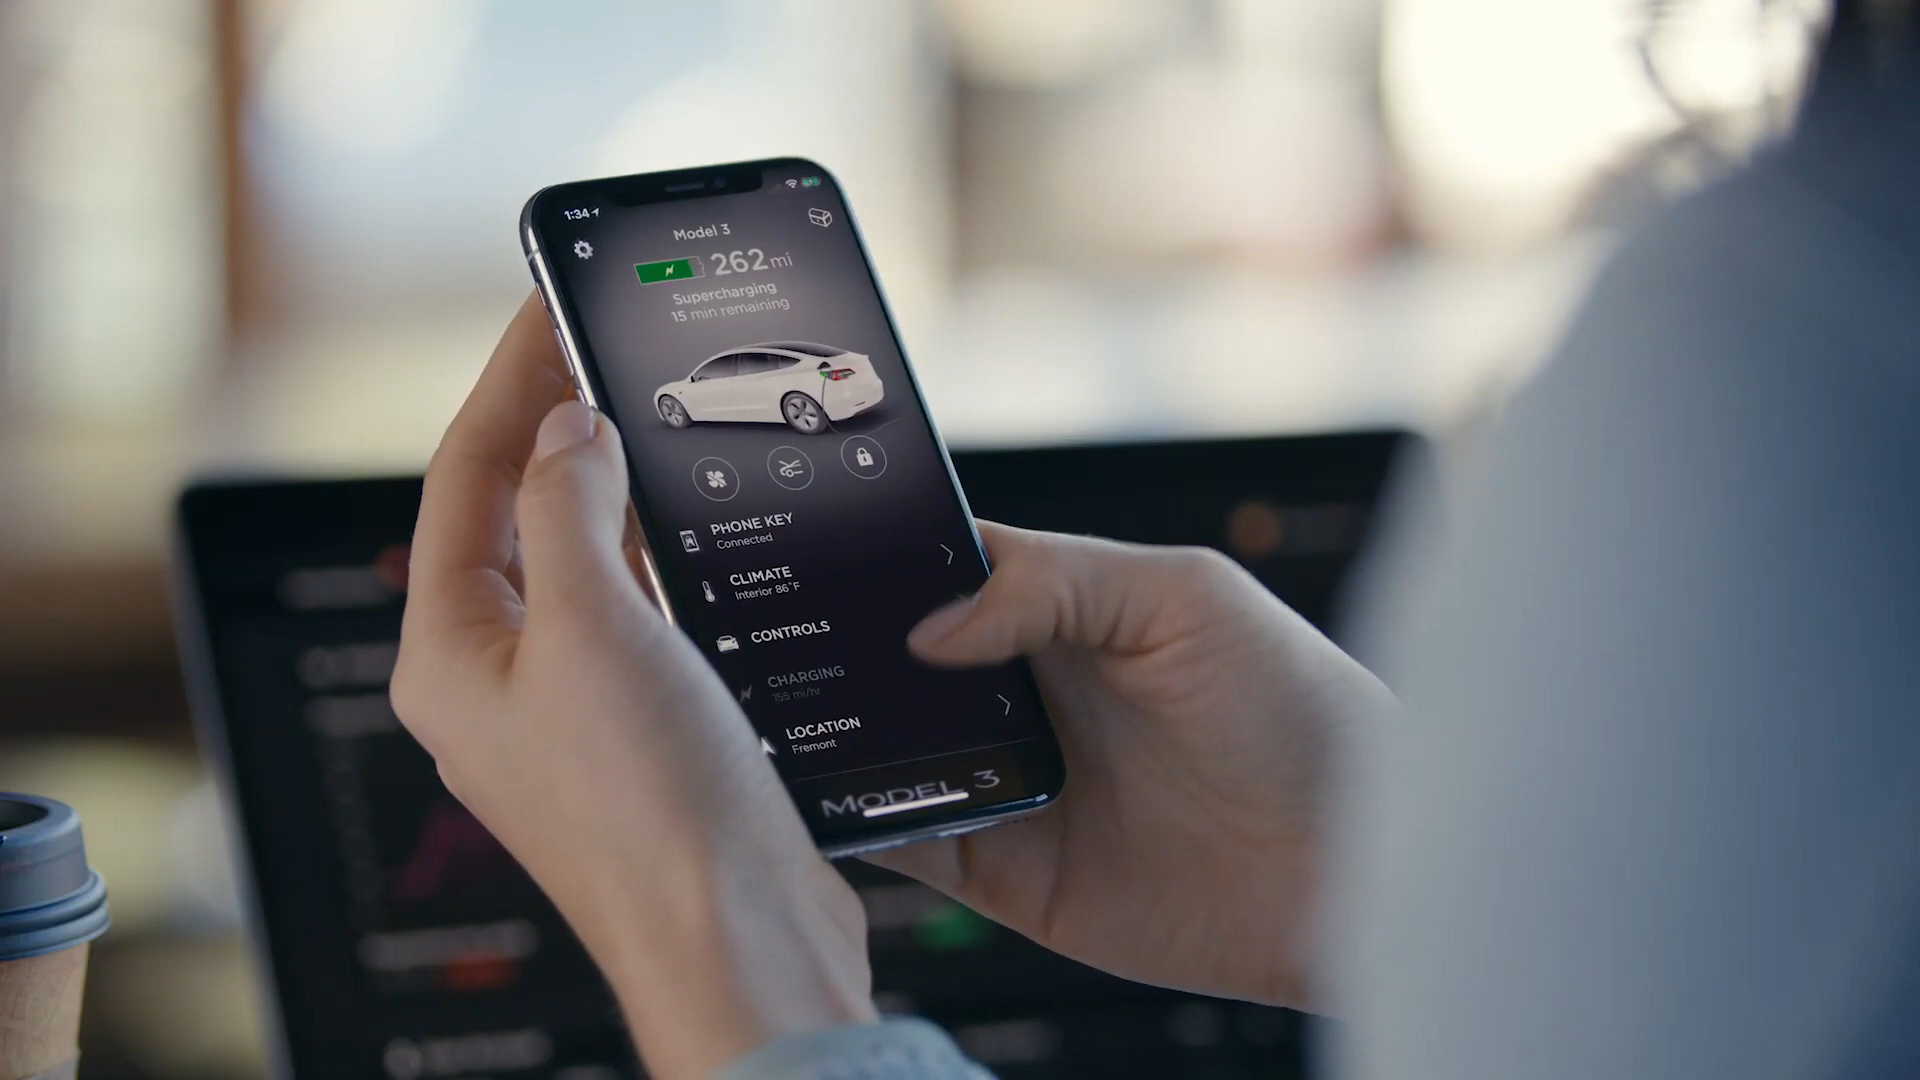 1:34
Model 3
262 mi
Supercharging
15 min remaining
PHONE KEY
Connected
CLIMATE
Interior 86°F
CONTROLS
CHARGING
155 mi/hr
LOCATION
Fremont
MODEL 3